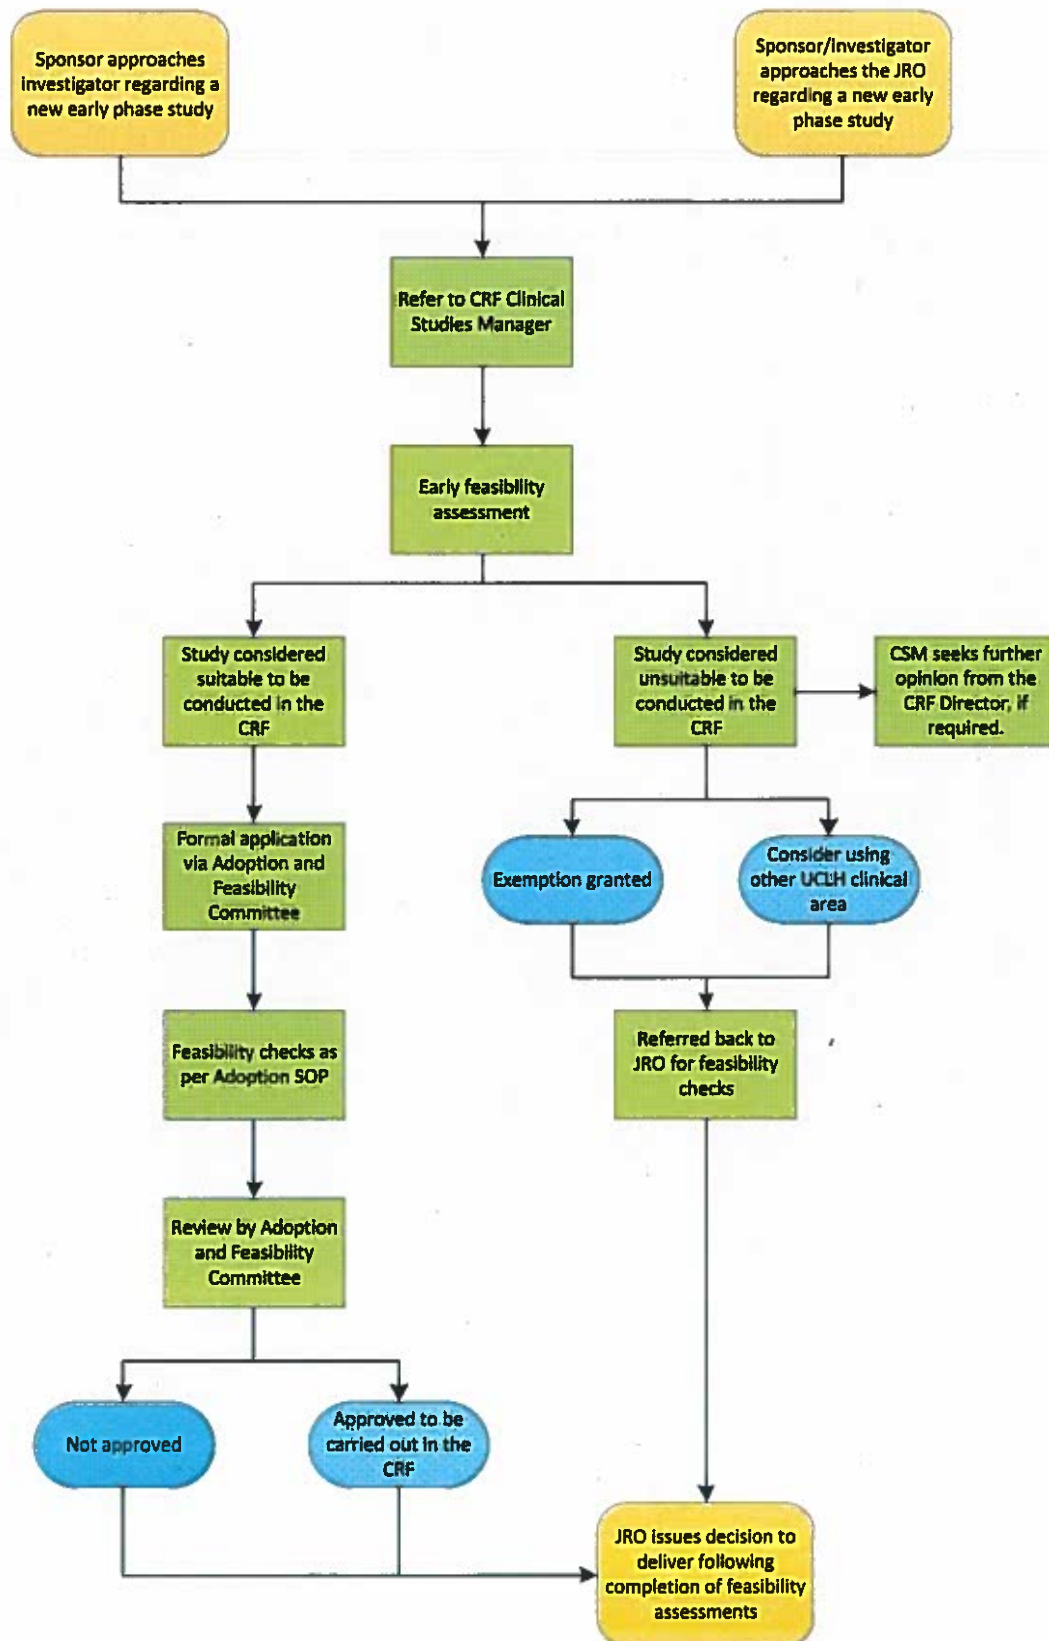 Sponsor approaches
investigator regarding a
new early phase study
Sponsor/Investigator
approaches the JRO
regarding a new early
phase study
Refer to CRF Clinical
Studies Manager
Early feasibility
assessment
Study considered
suitable to be
conducted in the
CRF
Study considered
unsuitable to be
conducted in the
CRF
CSM seeks further
opinion from the
CRF Director, if
required.
Formal application
via Adoption and
Feasibility
Committee
Exemption granted
Consider using
other UCLH clinical
area
Feasibility checks as
per Adoption SOP
Referred back to
JRO for feasibility
checks
Review by Adoption
and Feasibility
Committee
Not approved
Approved to be
carried out in the
CRF
JRO issues decision to
deliver following
completion of feasibility
assessments